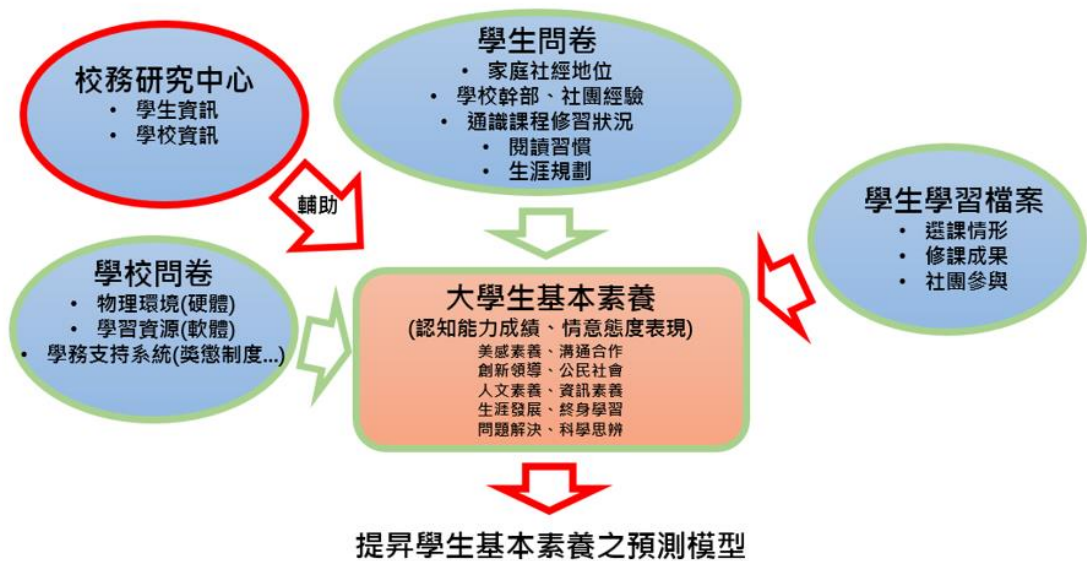 校務研究中心
• 學生資訊
• 學校資訊
學生問卷
• 家庭社經地位
• 學校幹部、社團經驗
• 通識課程修習狀況
• 閱讀習慣
• 生涯規劃
輔助
學生學習檔案
• 選課情形
• 修課成果
• 社團參與
學校問卷
• 物理環境(硬體)
• 學習資源(軟體)
• 學務支持系統(獎懲制度...)
大學生基本素養
(認知能力成績、情意態度表現)
美感素養、溝通合作
創新領導、公民社會
人文素養、資訊素養
生涯發展、終身學習
問題解決、科學思辨
提昇學生基本素養之預測模型